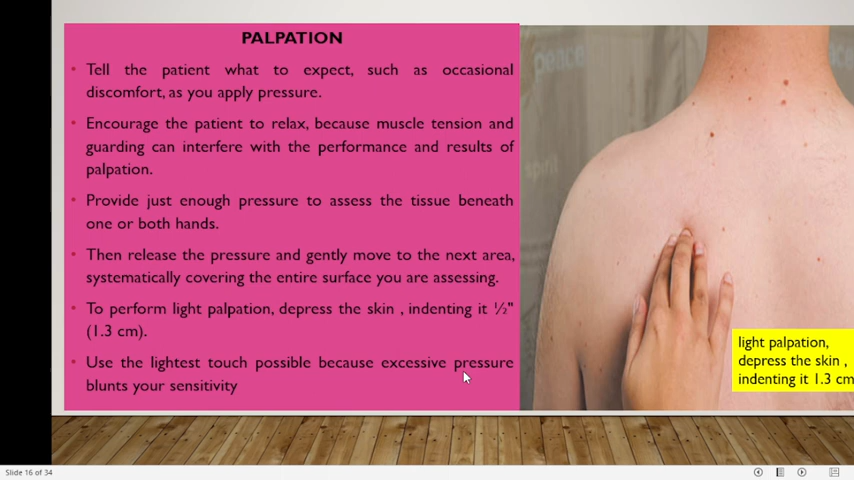 PALPATION
• Tell the patient what to expect, such as occasional
discomfort, as you apply pressure.
• Encourage the patient to relax, because muscle tension and
guarding can interfere with the performance and results of
palpation.
• Provide just enough pressure to assess the tissue beneath
one or both hands.
• Then release the pressure and gently move to the next area,
systematically covering the entire surface you are assessing.
• To perform light palpation, depress the skin , indenting it ½"
(1.3 cm).
• Use the lightest touch possible because excessive pressure
blunts your sensitivity
peace
spirit
light palpation,
depress the skin ,
indenting it 1.3 cm
Slide 16 of 34